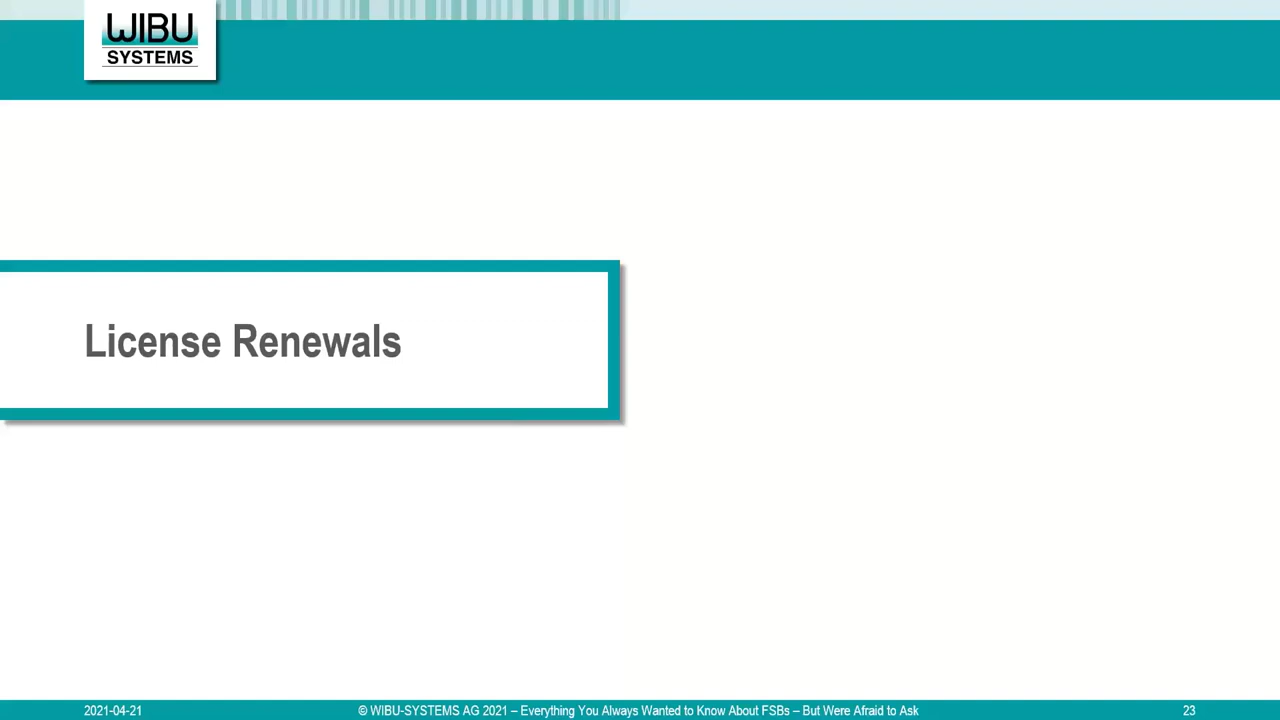 WIBU
SYSTEMS
License Renewals
2021-04-21
© WIBU-SYSTEMS AG 2021 – Everything You Always Wanted to Know About FSBs – But Were Afraid to Ask
23